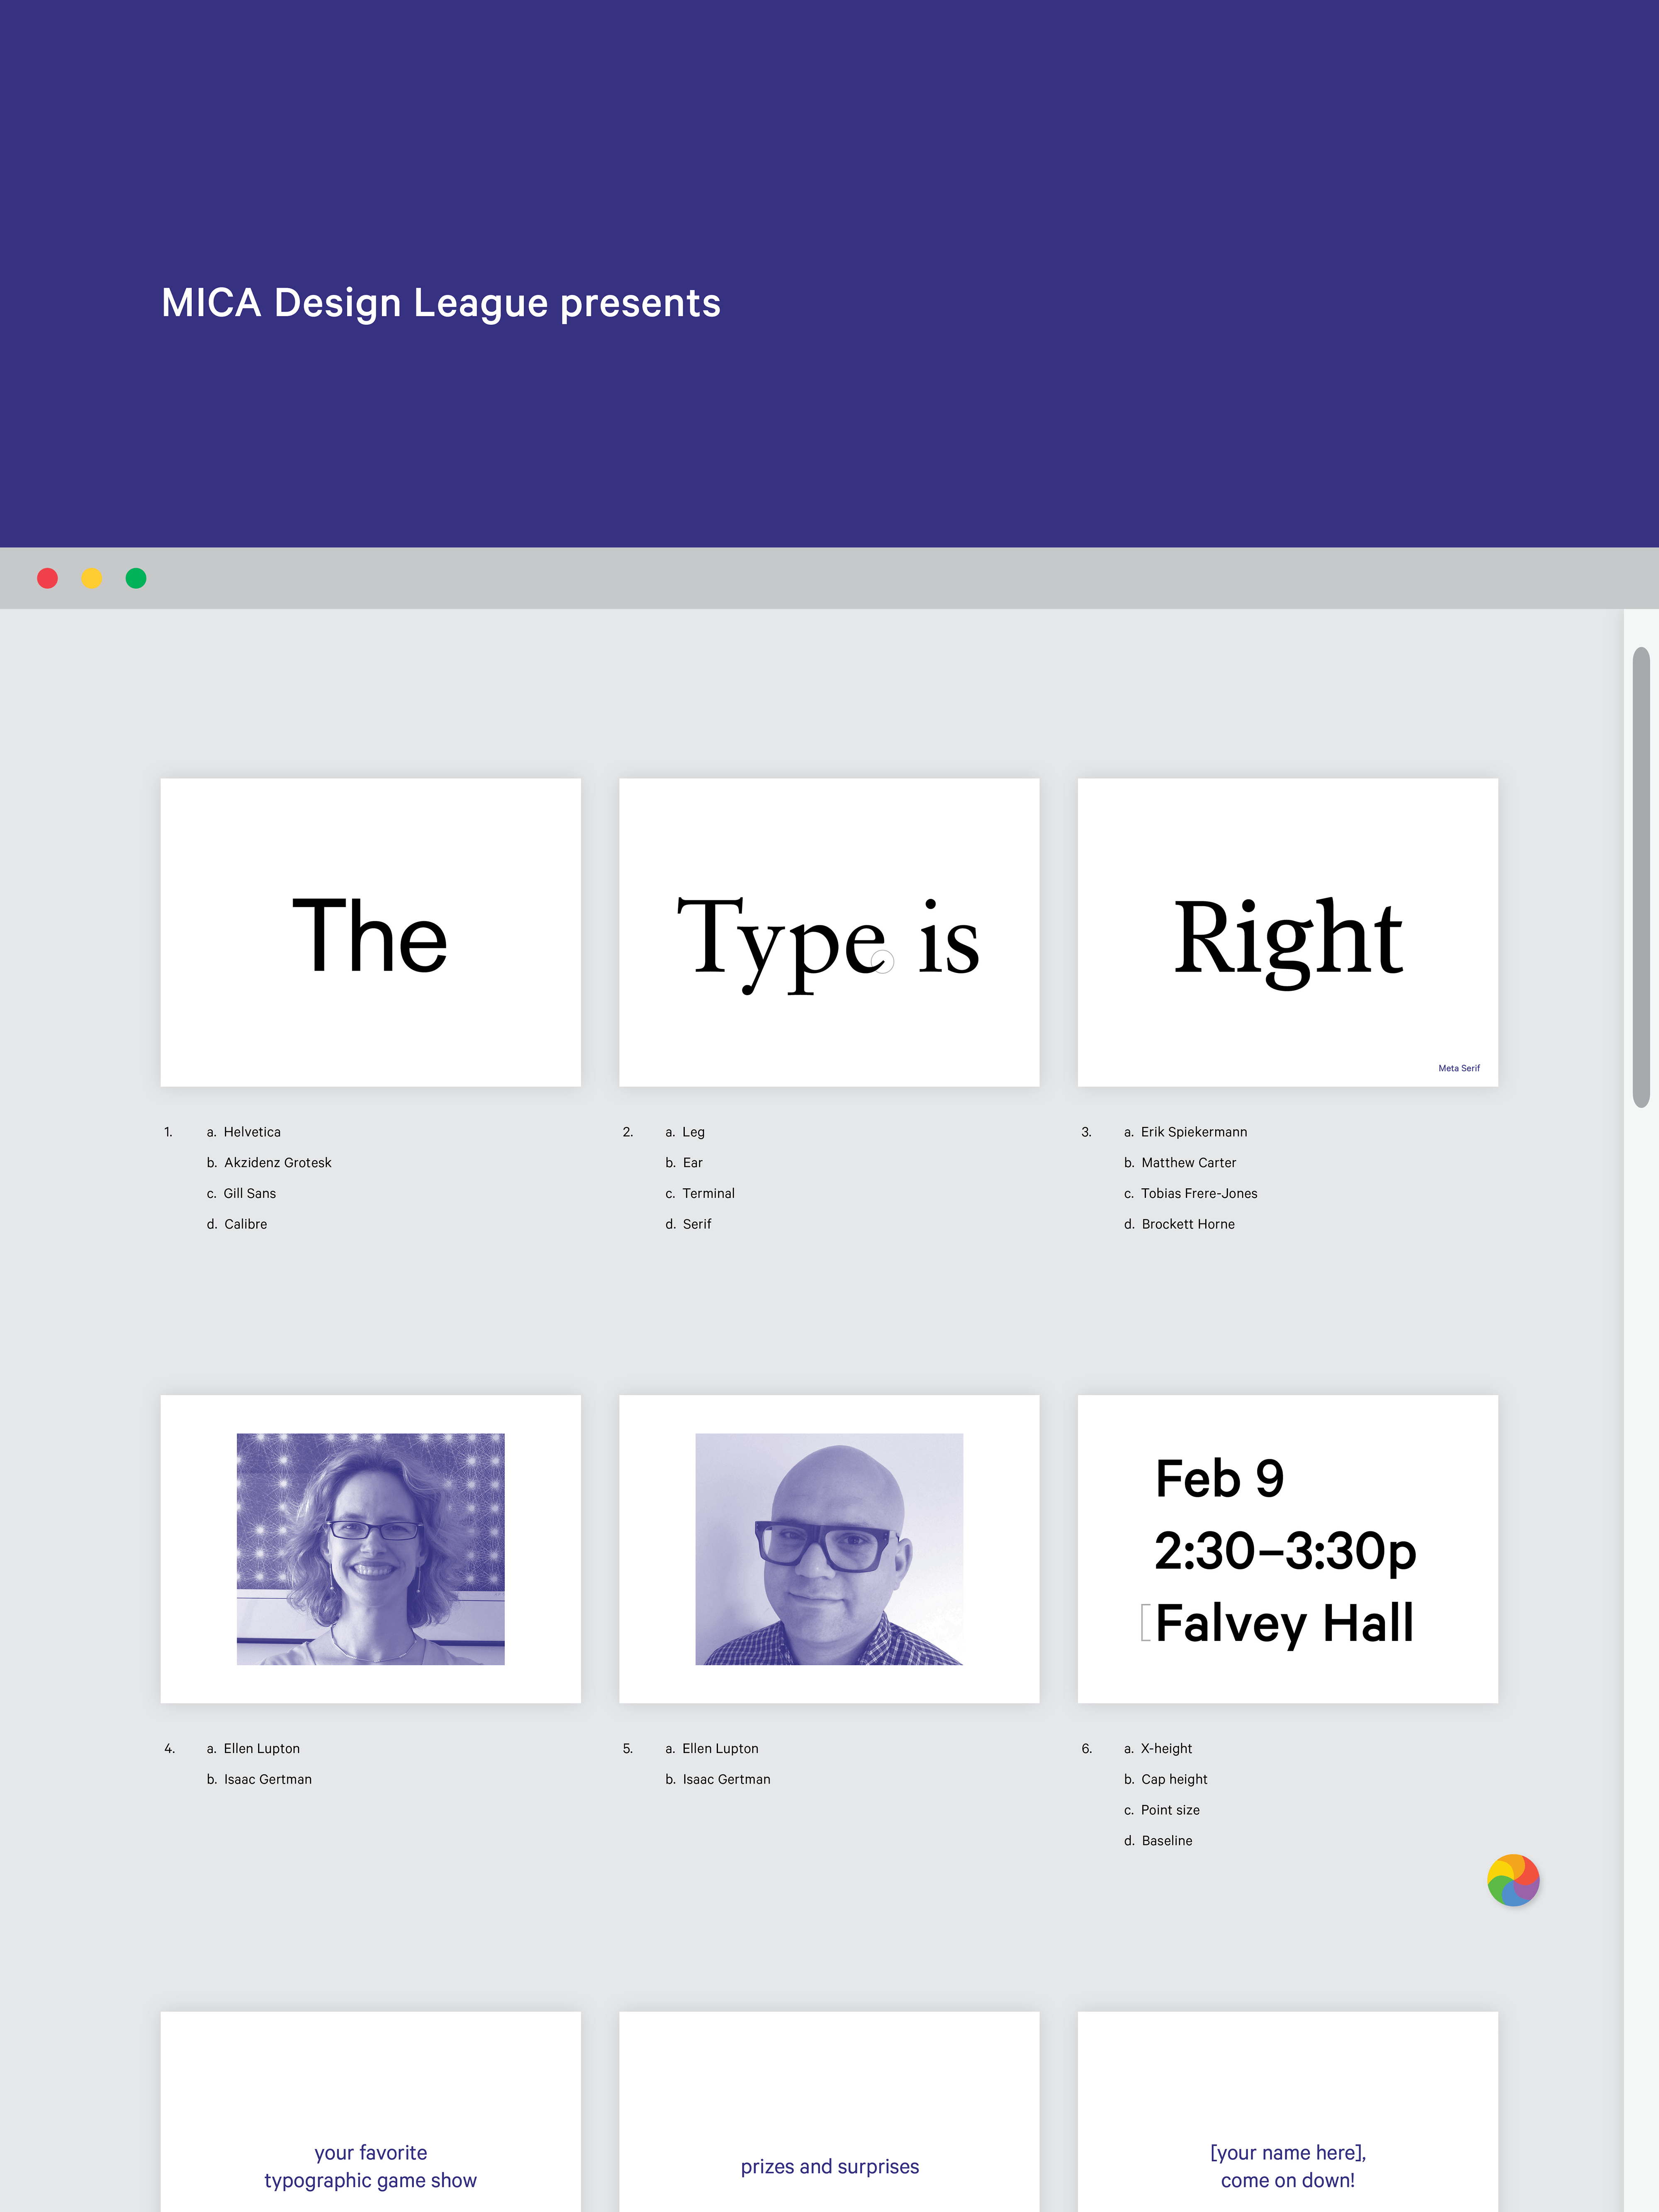 MICA Design League presents
The
Type is
Right
Meta Serif
1.
a. Helvetica
b. Akzidenz Grotesk
c. Gill Sans
d. Calibre
2.
a. Leg
b. Ear
c. Terminal
d. Serif
3.
a. Erik Spiekermann
b. Matthew Carter
c. Tobias Frere-Jones
d. Brockett Horne
Feb 9
2:30–3:30p
[Falvey Hall
4.
a. Ellen Lupton
b. Isaac Gertman
5.
a. Ellen Lupton
b. Isaac Gertman
6.
a. X-height
b. Cap height
c. Point size
d. Baseline
your favorite
typographic game show
prizes and surprises
[your name here],
come on down!